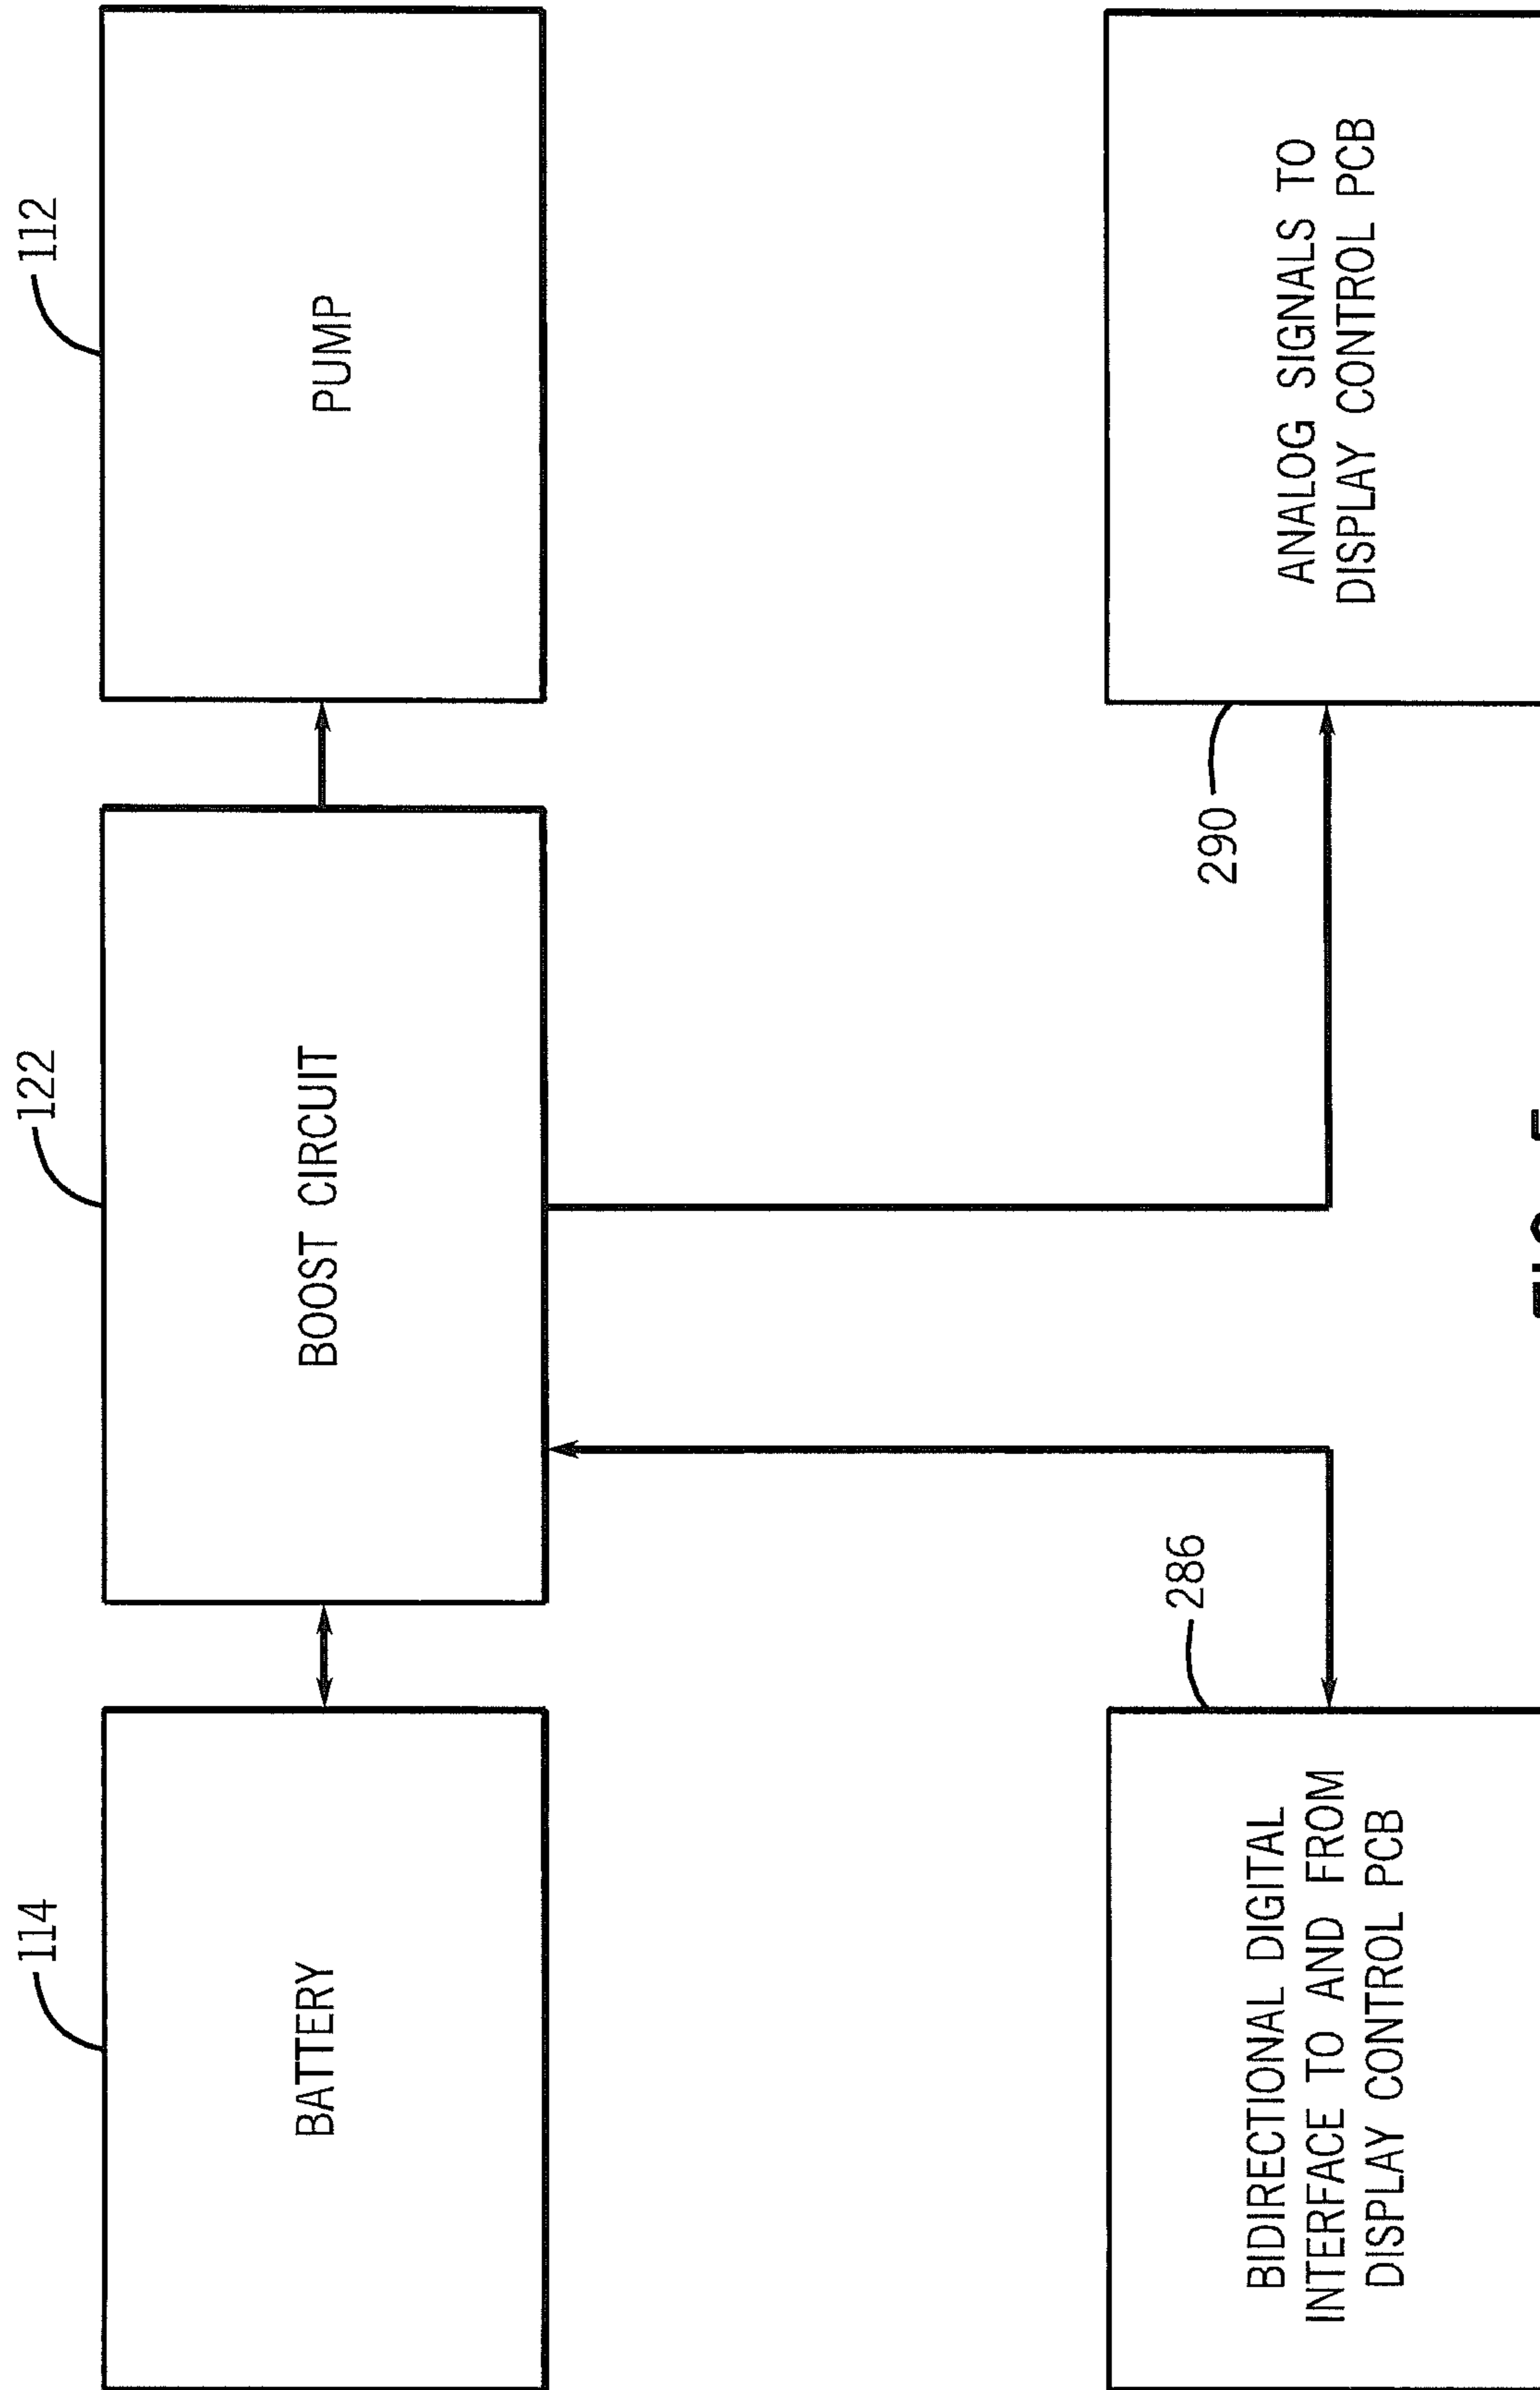 114
BATTERY
122
BOOST CIRCUIT
112
PUMP
286
BIDIRECTIONAL DIGITAL
INTERFACE TO AND FROM
DISPLAY CONTROL PCB
290
ANALOG SIGNALS TO
DISPLAY CONTROL PCB